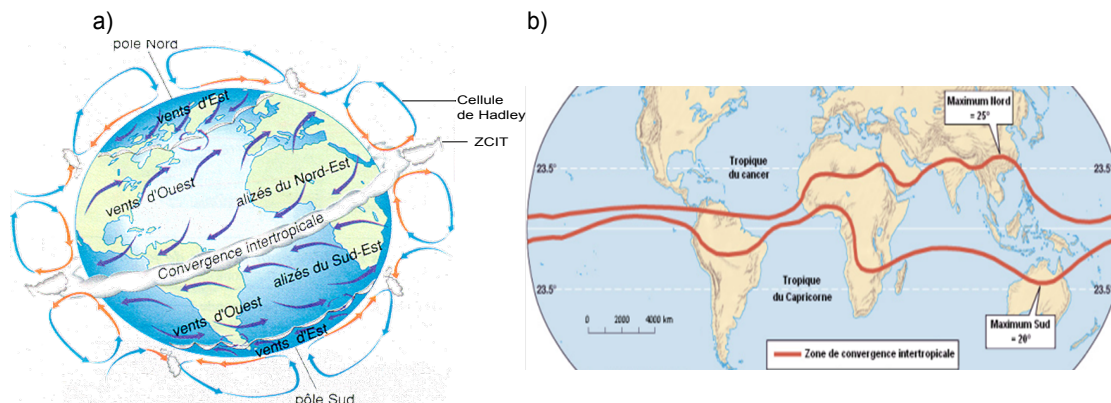 a)
pôle Nord
vents d'Est
Cellule
de Hadley
ZCIT
vents d'Ouest
alizés du Nord-Est
Convergence intertropicale
alizés du Sud-Est
vents d'Ouest
vents d'Est
pôle Sud
b)
Maximum Nord
= 25°
23.5
Tropique
du cancer
23.5
Tropique
du Capricorne
23.5
23.5
0 2000 4000 km
Maximum Sud
= 20°
Zone de convergence intertropicale